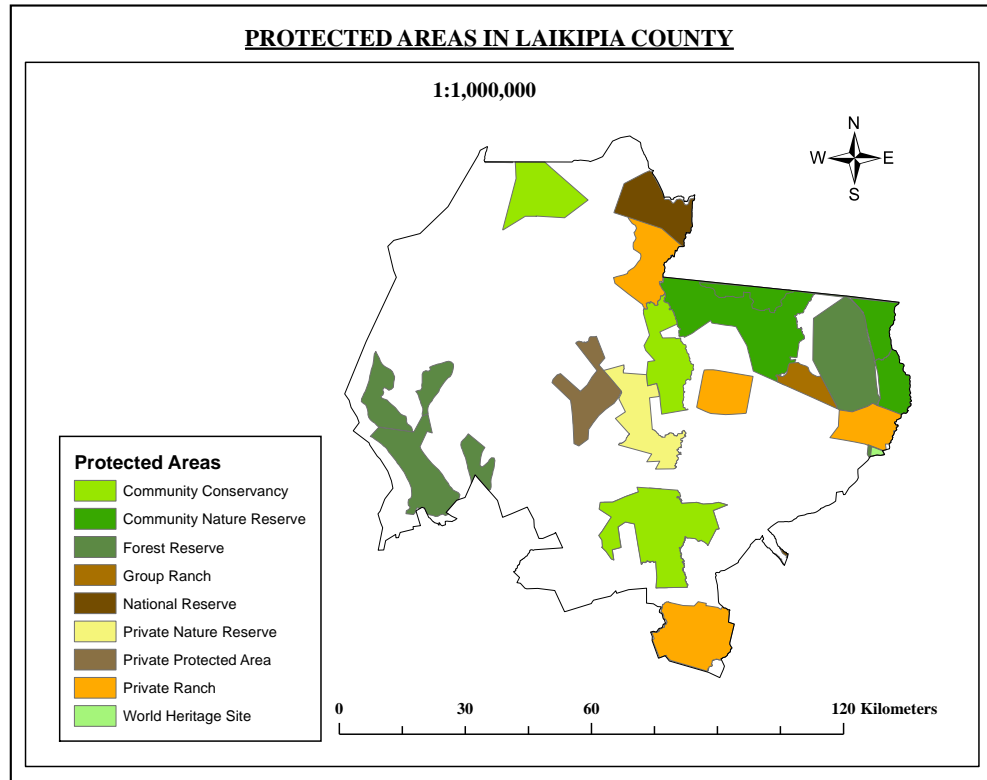 PROTECTED AREAS IN LAIKIPIA COUNTY
1:1,000,000
N
W E
S
Protected Areas
Community Conservancy
Community Nature Reserve
Forest Reserve
Group Ranch
National Reserve
Private Nature Reserve
Private Protected Area
Private Ranch
World Heritage Site
0 30 60 120 Kilometers